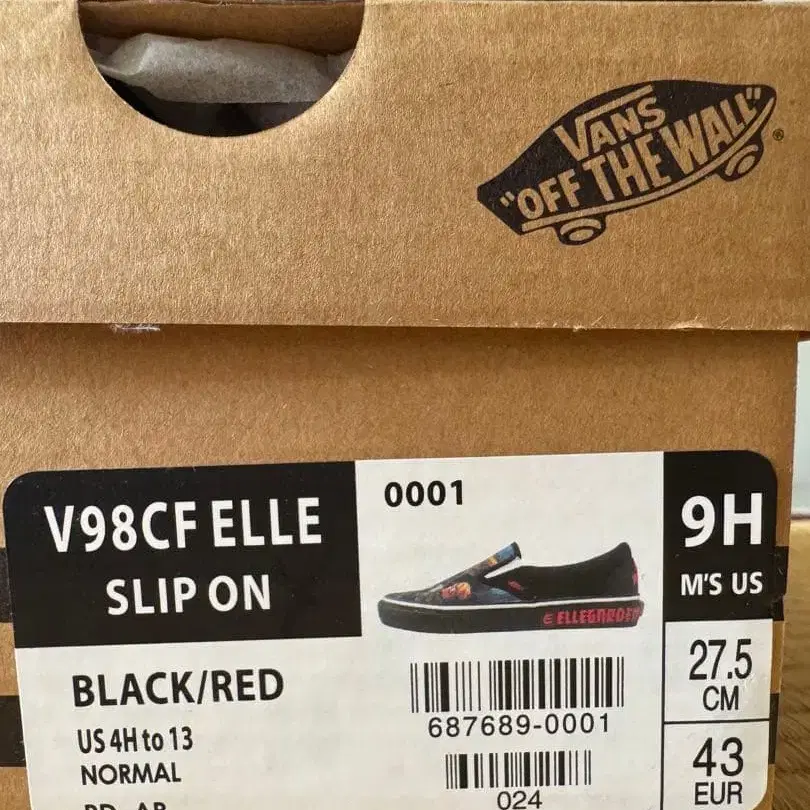 VANS
"OFF THE WALL"
®
V98CF ELLE
SLIP ON
0001
9H
M'S US
ELLEGARDEN
BLACK/RED
US 4H to 13
NORMAL
687689-0001
27.5
CM
024
43
EUR